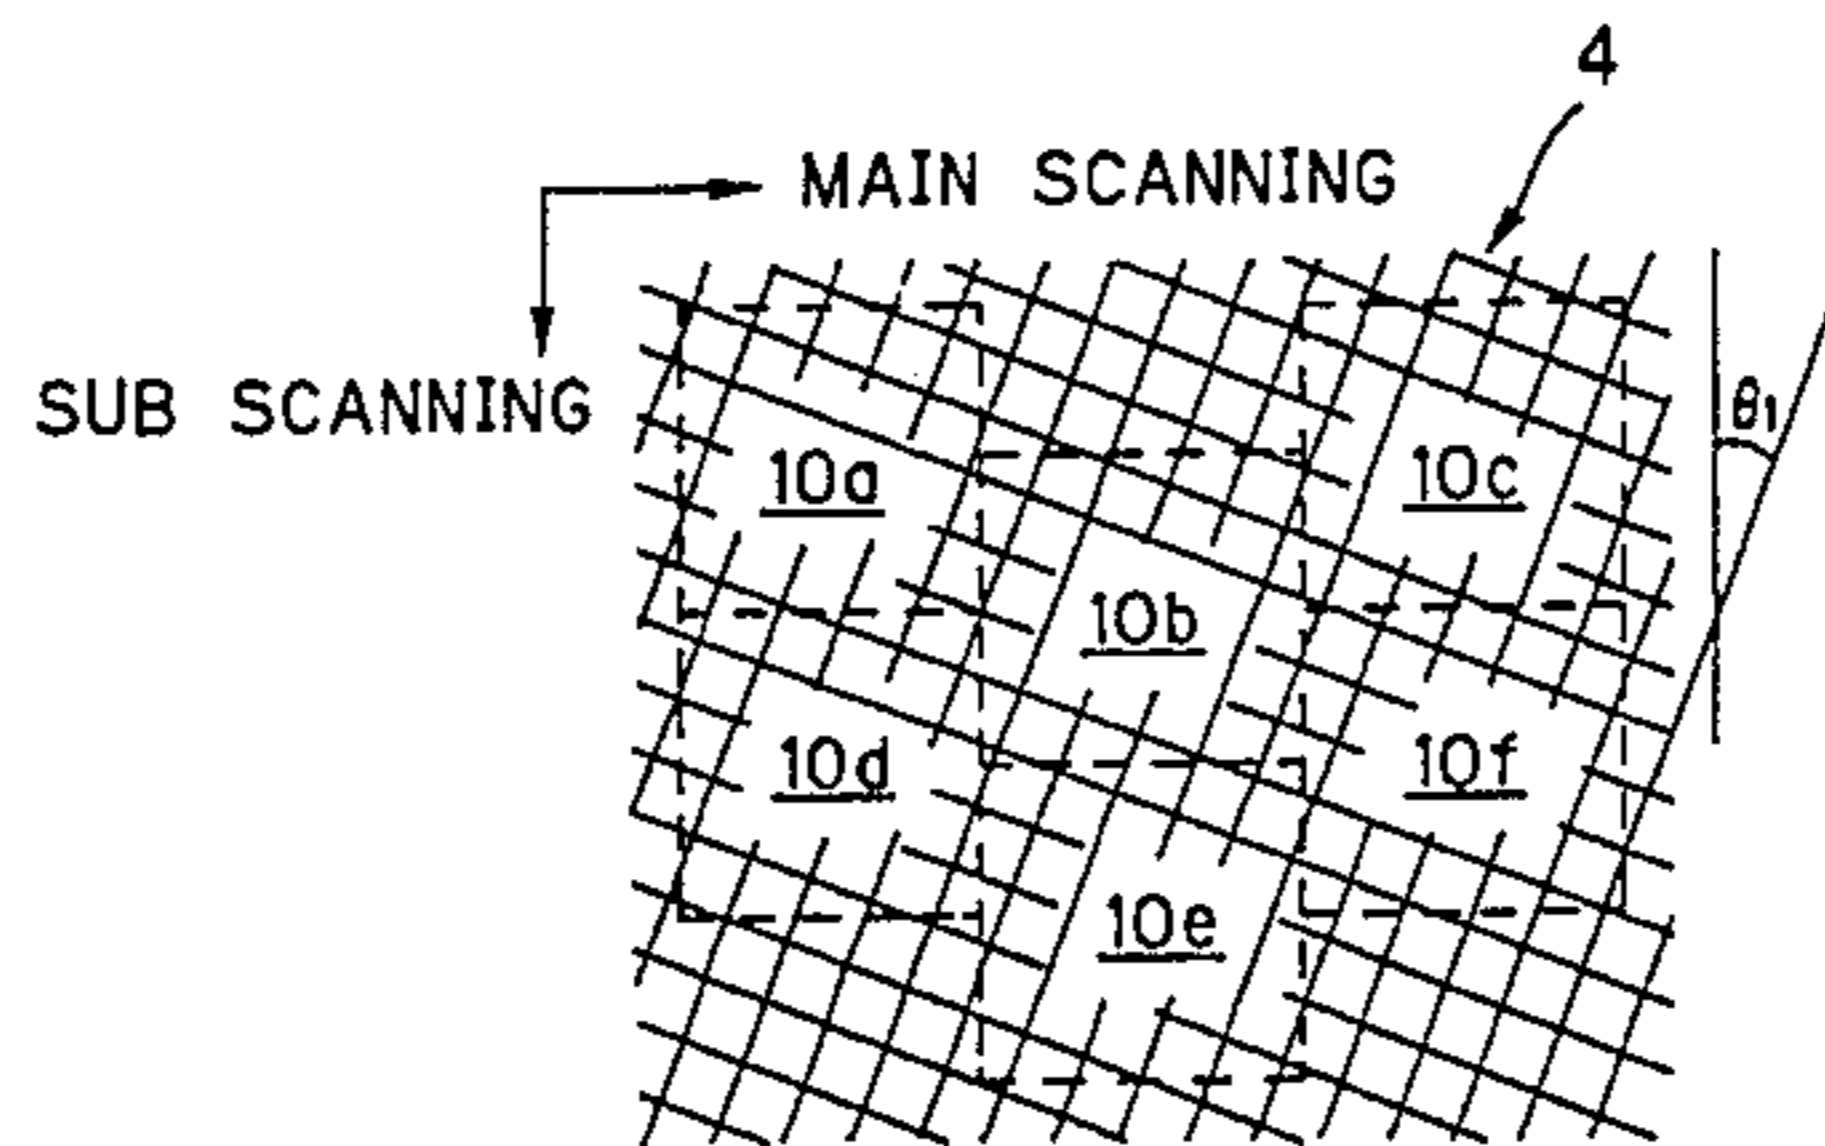 4
MAIN SCANNING
SUB SCANNING
θ1
10a
10c
10b
10d
10f
10e